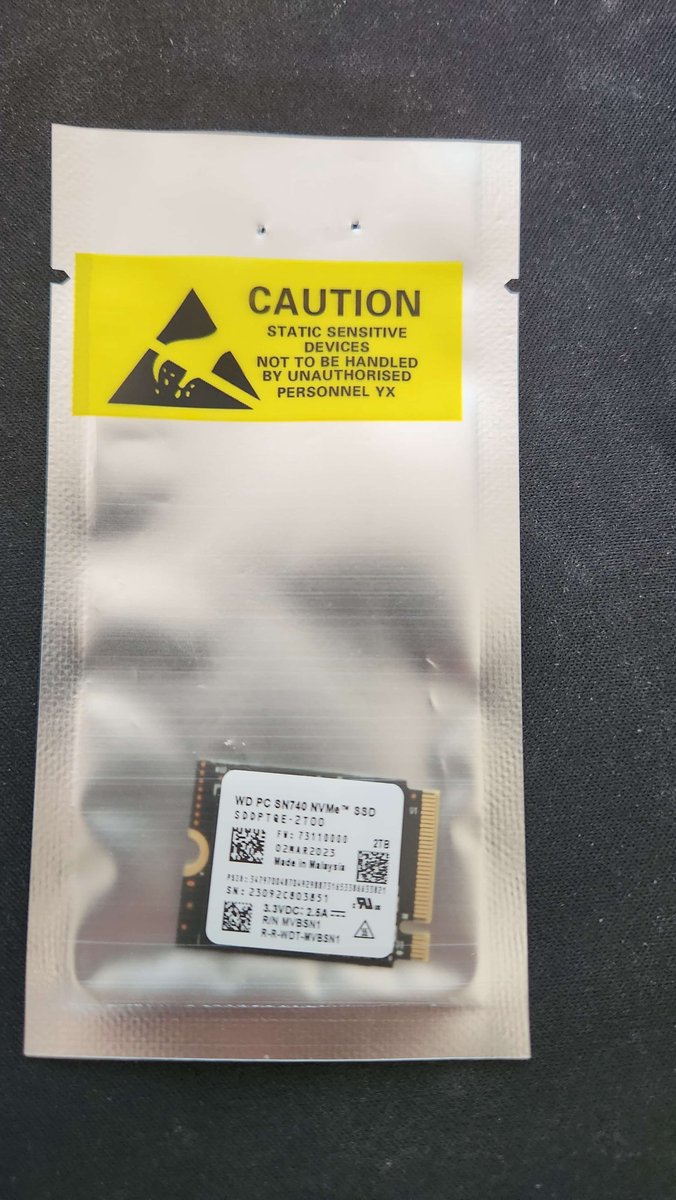 CAUTION
STATIC SENSITIVE
DEVICES
NOT TO BE HANDLED
BY UNAUTHORISED
PERSONNEL YX
WD PC SN740 NVMe™ SSD
SDDPTQE-2T00
FW: 73110000
2TB
02MAR2023
Made in Malaysia
SN: 23092C803851
3.3VDC⎓2.5A⎓
R/N MVBSN1
R-R-WDT-MVBSN1